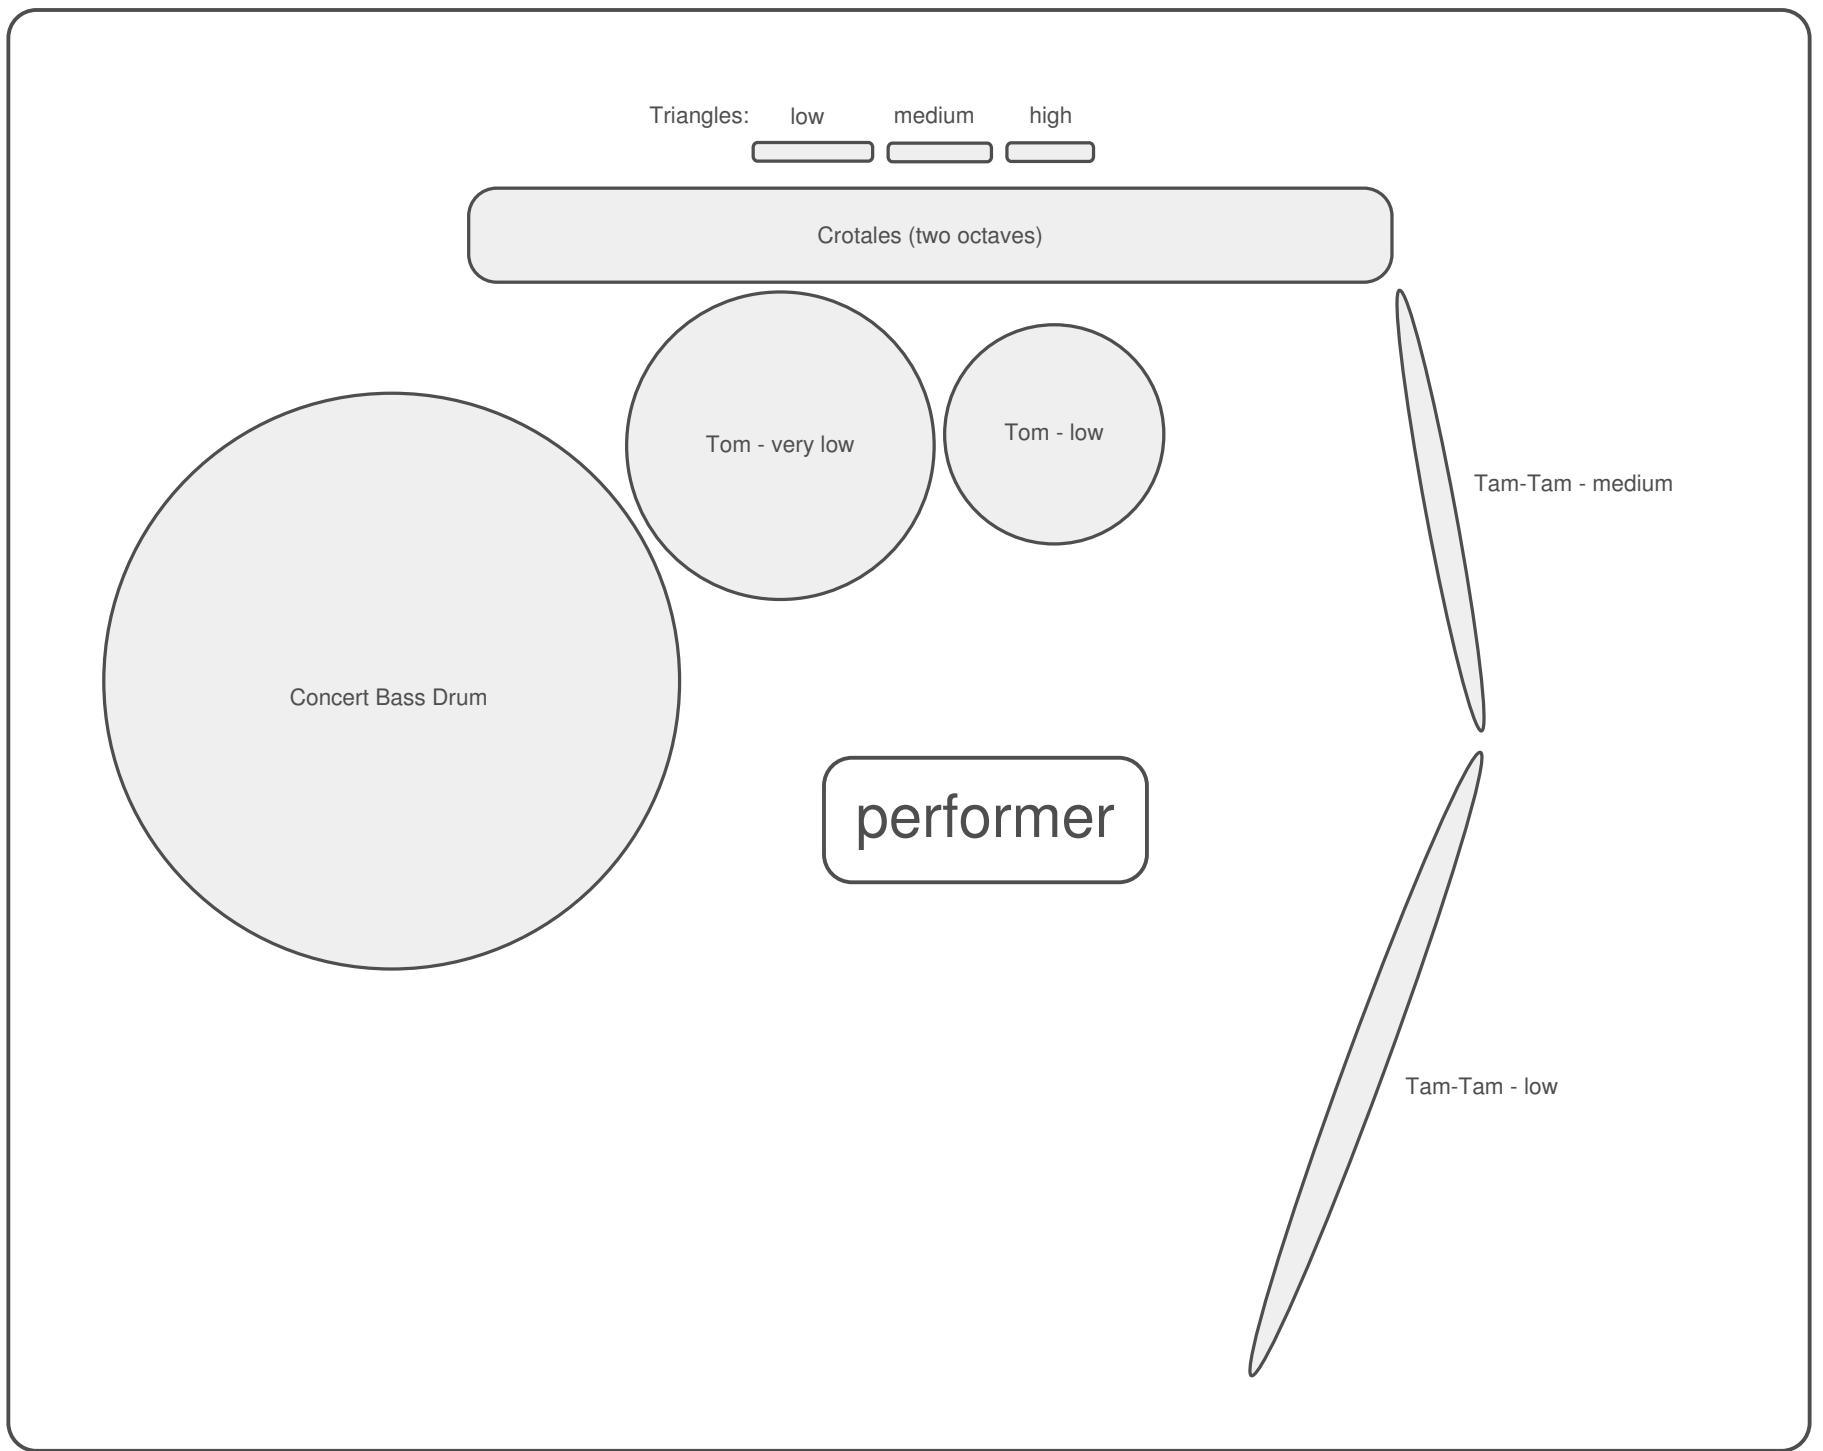 Triangles: low medium high
Crotales (two octaves)
Tom - very low
Tom - low
Tam-Tam - medium
Concert Bass Drum
performer
Tam-Tam - low